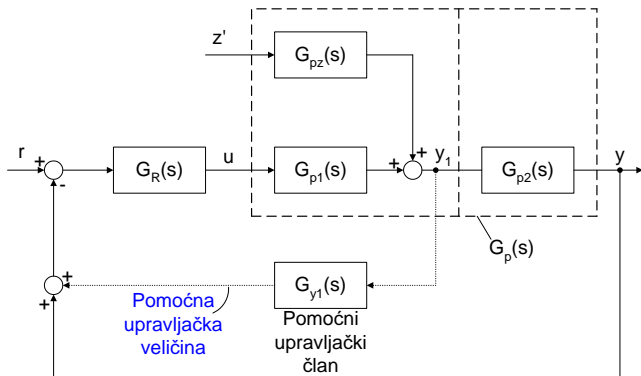 z'
G_pz(s)
r
+
-
G_R(s)
u
G_p1(s)
+
+
y_1
G_p2(s)
y
G_p(s)
+
+
G_y1(s)
Pomoćna
upravljačka
veličina
Pomoćni
upravljački
član